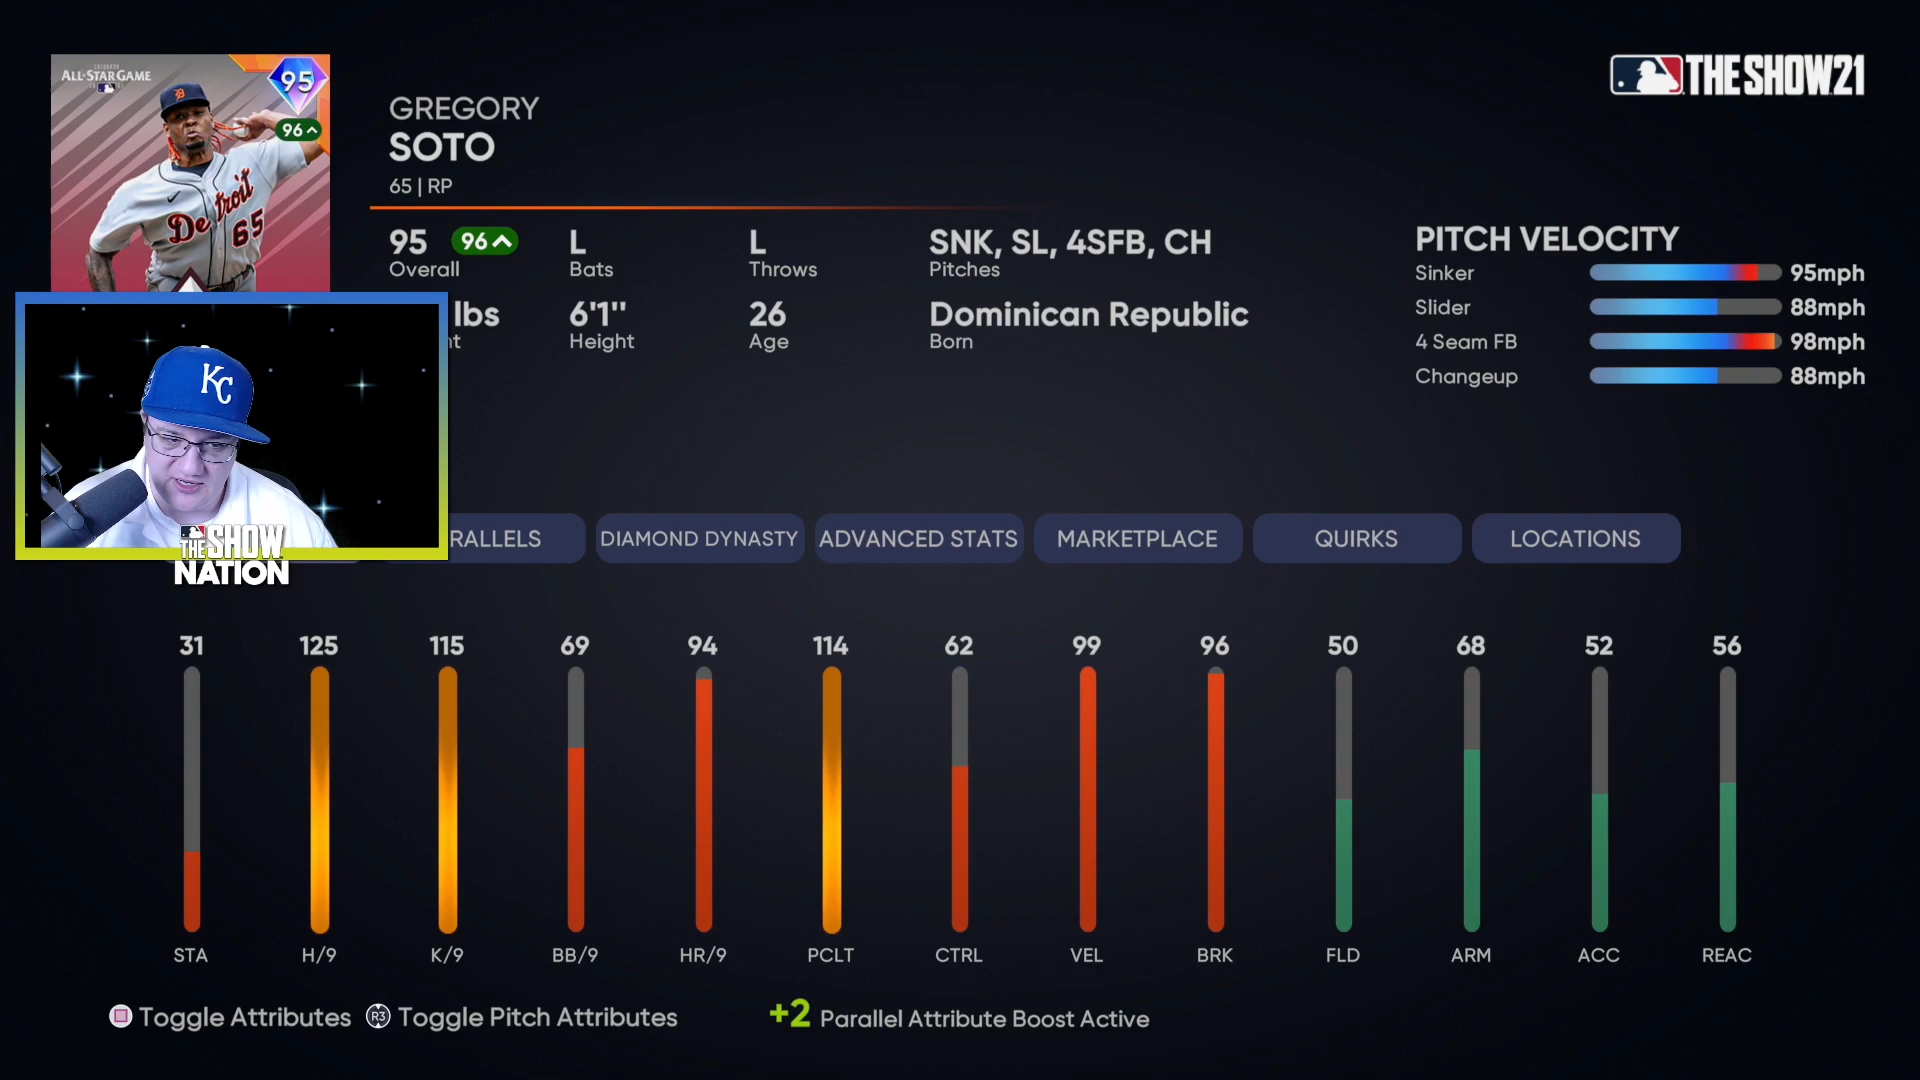 COLORADO
ALL-STAR GAME
95
96
Detroit
65
THE SHOW 21
GREGORY
SOTO
65 | RP
95 96 L L SNK, SL, 4SFB, CH
Overall Bats Throws Pitches
lbs 6'1" 26 Dominican Republic
Height Age Born
PITCH VELOCITY
Sinker 95mph
Slider 88mph
4 Seam FB 98mph
Changeup 88mph
KC
THE SHOW
NATION
RALLELS DIAMOND DYNASTY ADVANCED STATS MARKETPLACE QUIRKS LOCATIONS
31 125 115 69 94 114 62 99 96 50 68 52 56
STA H/9 K/9 BB/9 HR/9 PCLT CTRL VEL BRK FLD ARM ACC REAC
Toggle Attributes R3 Toggle Pitch Attributes +2 Parallel Attribute Boost Active